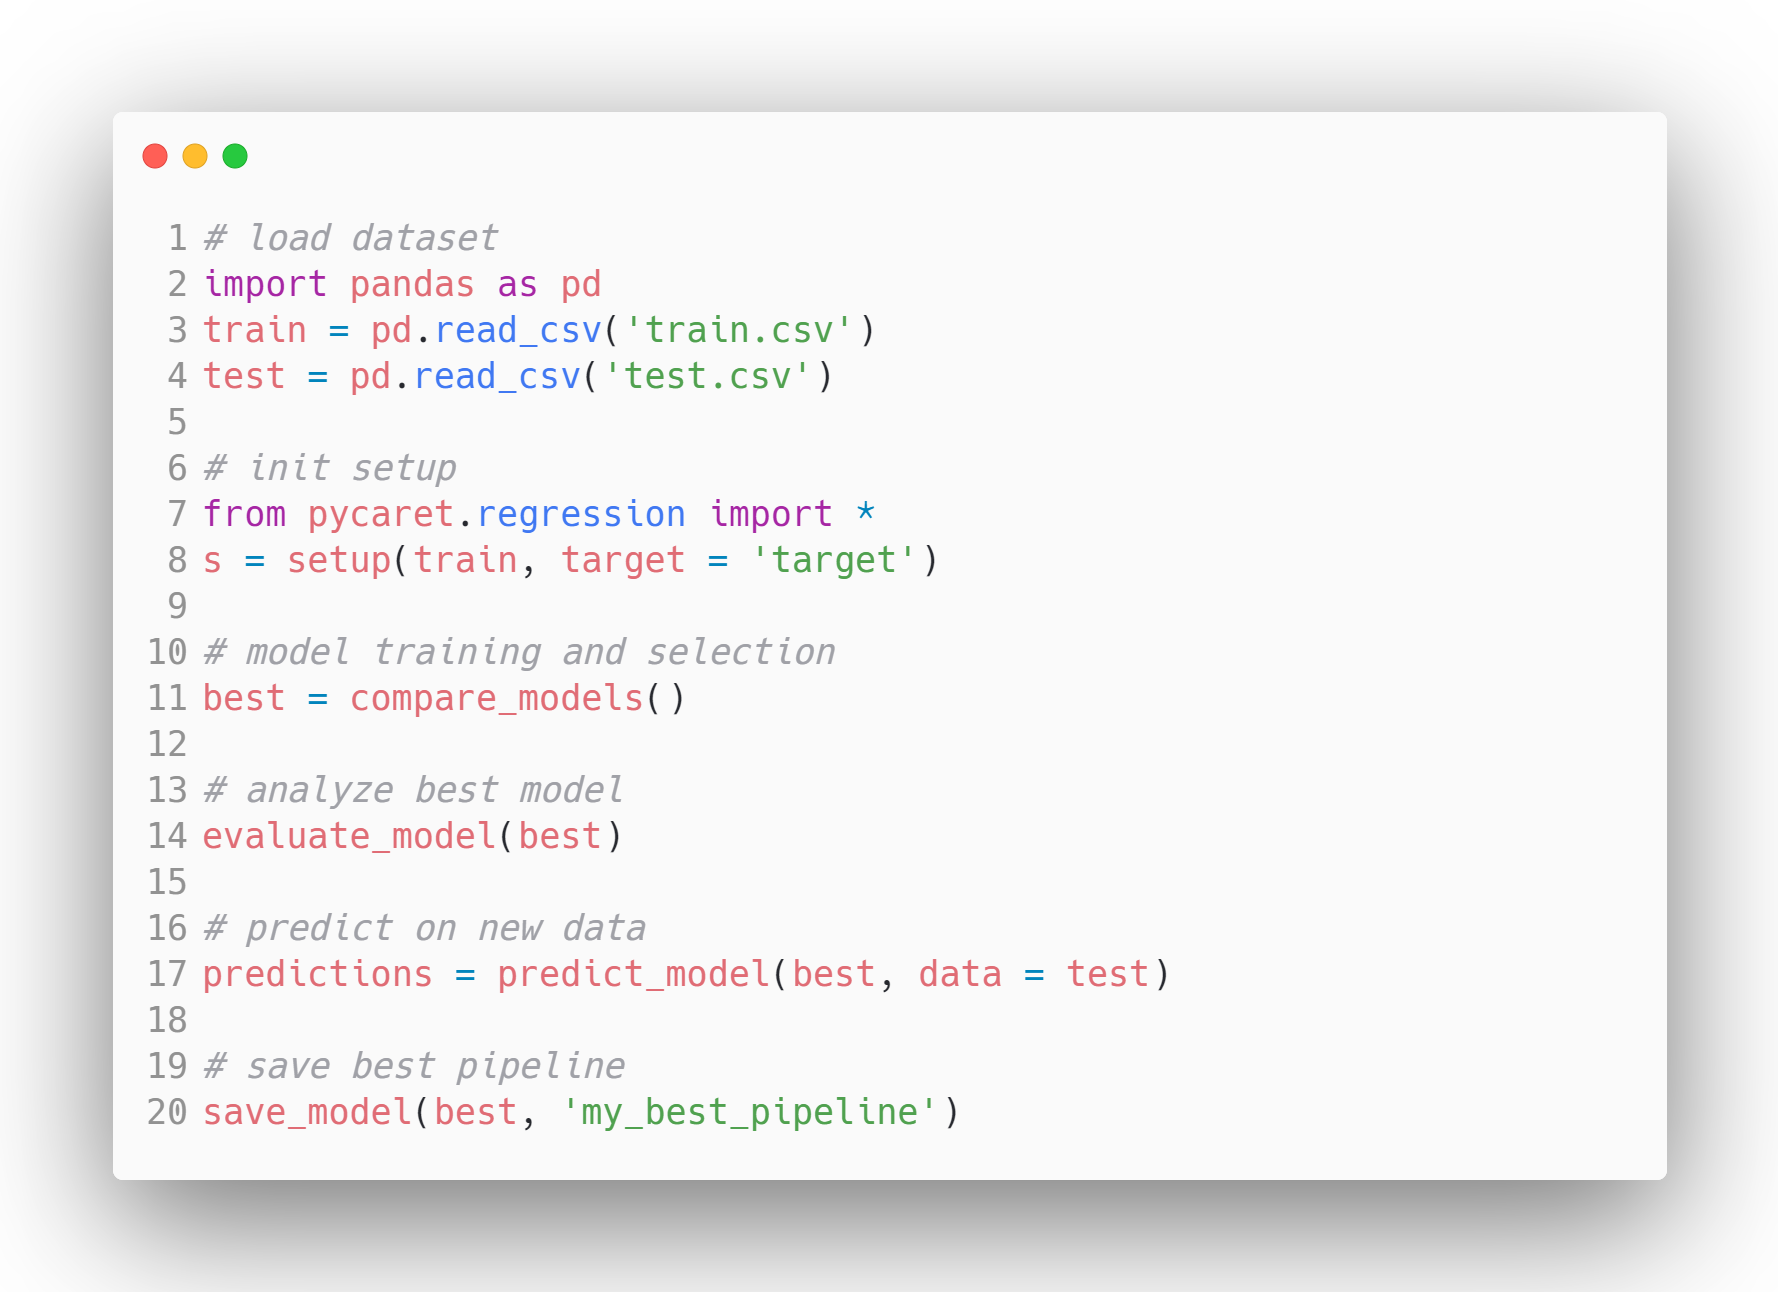 1 # load dataset
2 import pandas as pd
3 train = pd.read_csv('train.csv')
4 test = pd.read_csv('test.csv')
5
6 # init setup
7 from pycaret.regression import *
8 s = setup(train, target = 'target')
9
10 # model training and selection
11 best = compare_models()
12
13 # analyze best model
14 evaluate_model(best)
15
16 # predict on new data
17 predictions = predict_model(best, data = test)
18
19 # save best pipeline
20 save_model(best, 'my_best_pipeline')